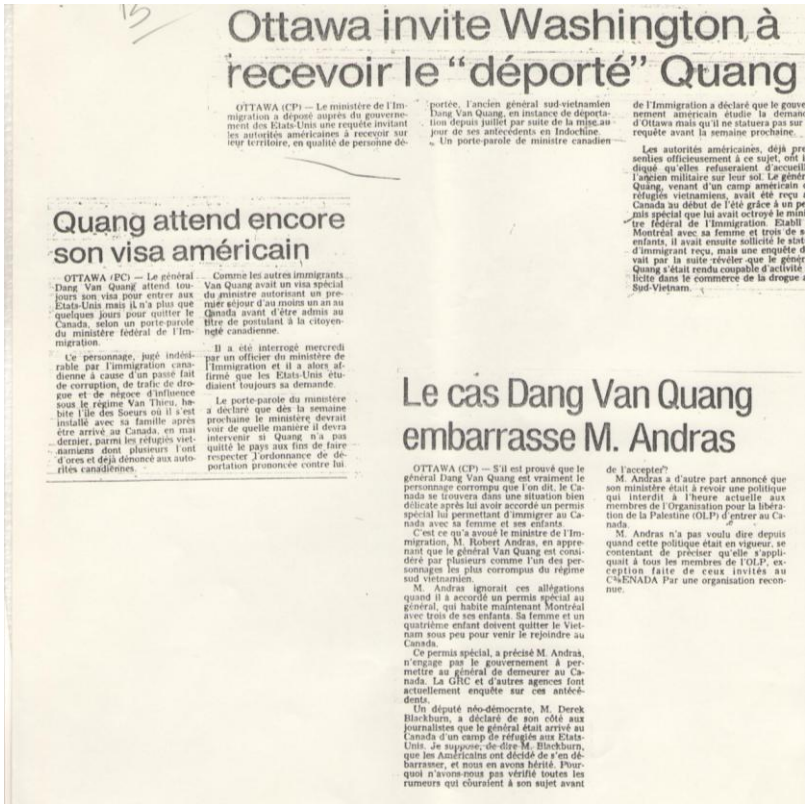 15
Ottawa invite Washington à
recevoir le "déporté" Quang
OTTAWA (CP) — Le ministère de l'Im-
migration a déposé auprès du gouverne-
ment des Etats-Unis une requête invitant
les autorités américaines à recevoir sur
leur territoire, en qualité de personne dé-
portée, l'ancien général sud-vietnamien
Dang Van Quang, en instance de déporta-
tion depuis juillet par suite de la mise au
jour de ses antécédents en Indochine.
Un porte-parole de ministre canadien
de l'Immigration a déclaré que le gouve
nement américain étudie la deman
d'Ottawa mais qu'il ne statuera pas sur
requête avant la semaine prochaine.
Les autorités américaines, déjà pre
senties officieusement à ce sujet, ont i
diqué qu'elles refuseraient d'accueil
l'ancien militaire sur leur sol. Le génér
Quang, venant d'un camp américain
réfugiés vietnamiens, avait été reçu
Canada au début de l'été grâce à un pe
mis spécial que lui avait octroyé le mini
tre fédéral de l'Immigration. Etabli
Montréal avec sa femme et trois de s
enfants, il avait ensuite sollicité le stat
d'immigrant reçu, mais une enquête d
vait par la suite révéler que le génér
Quang s'était rendu coupable d'activité
licite dans le commerce de la drogue a
Sud-Vietnam.
Quang attend encore
son visa américain
OTTAWA (PC) — Le général
Dang Van Quang attend tou-
jours son visa pour entrer aux
Etats-Unis mais il n'a plus que
quelques jours pour quitter le
Canada, selon un porte-parole
du ministère fédéral de l'Im-
migration.
Ce personnage, jugé indési-
rable par l'immigration cana-
dienne à cause d'un passé fait
de corruption, de trafic de dro-
gue et de négoce d'influence
sous le régime Van Thieu, ha-
bite l'île des Soeurs où il s'est
installé avec sa famille après
être arrivé au Canada, en mai
dernier, parmi les réfugiés viet-
namiens dont plusieurs l'ont
d'ores et déjà dénoncé aux auto-
rités canadiennes.
Comme les autres immigrants
Van Quang avait un visa spécial
du ministre autorisant un pre-
mier séjour d'au moins un an au
Canada avant d'être admis au
titre de postulant à la citoyen-
neté canadienne.
Il a été interrogé mercredi
par un officier du ministère de
l'Immigration et il a alors af-
firmé que les Etats-Unis étu-
diaient toujours sa demande.
Le porte-parole du ministère
a déclaré que dès la semaine
prochaine le ministère devrait
voir de quelle manière il devra
intervenir si Quang n'a pas
quitté le pays aux fins de faire
respecter l'ordonnance de dé-
portation prononcée contre lui.
Le cas Dang Van Quang
embarrasse M. Andras
OTTAWA (CP) — S'il est prouvé que le
général Dang Van Quang est vraiment le
personnage corrompu que l'on dit, le Ca-
nada se trouvera dans une situation bien
délicate après lui avoir accordé un permis
spécial lui permettant d'immigrer au Ca-
nada avec sa femme et ses enfants.
C'est ce qu'a avoué le ministre de l'Im-
migration, M. Robert Andras, en appre-
nant que le général Van Quang est consi-
déré par plusieurs comme l'un des per-
sonnages les plus corrompus du régime
sud vietnamien.
M. Andras ignorait ces allégations
quand il a accordé un permis spécial au
général, qui habite maintenant Montréal
avec trois de ses enfants. Sa femme et un
quatrième enfant doivent quitter le Viet-
nam sous peu pour venir le rejoindre au
Canada.
Ce permis spécial, a précisé M. Andras,
n'engage pas le gouvernement à per-
mettre au général de demeurer au Ca-
nada. La GRC et d'autres agences font
actuellement enquête sur ces antécé-
dents.
Un député néo-démocrate, M. Derek
Blackburn, a déclaré de son côté aux
journalistes que le général était arrivé au
Canada d'un camp de réfugiés aux Etats-
Unis. Je suppose, de dire M. Blackburn,
que les Américains ont décidé de s'en dé-
barrasser, et nous en avons hérité. Pour-
quoi n'avons-nous pas vérifié toutes les
rumeurs qui couraient à son sujet avant
de l'accepter?
M. Andras a d'autre part annoncé que
son ministère était à revoir une politique
qui interdit à l'heure actuelle aux
membres de l'Organisation pour la libéra-
tion de la Palestine (OLP) d'entrer au Ca-
nada.
M. Andras n'a pas voulu dire depuis
quand cette politique était en vigueur, se
contentant de préciser qu'elle s'appli-
quait à tous les membres de l'OLP, ex-
ception faite de ceux invités au
C¾ENADA Par une organisation recon-
nue.